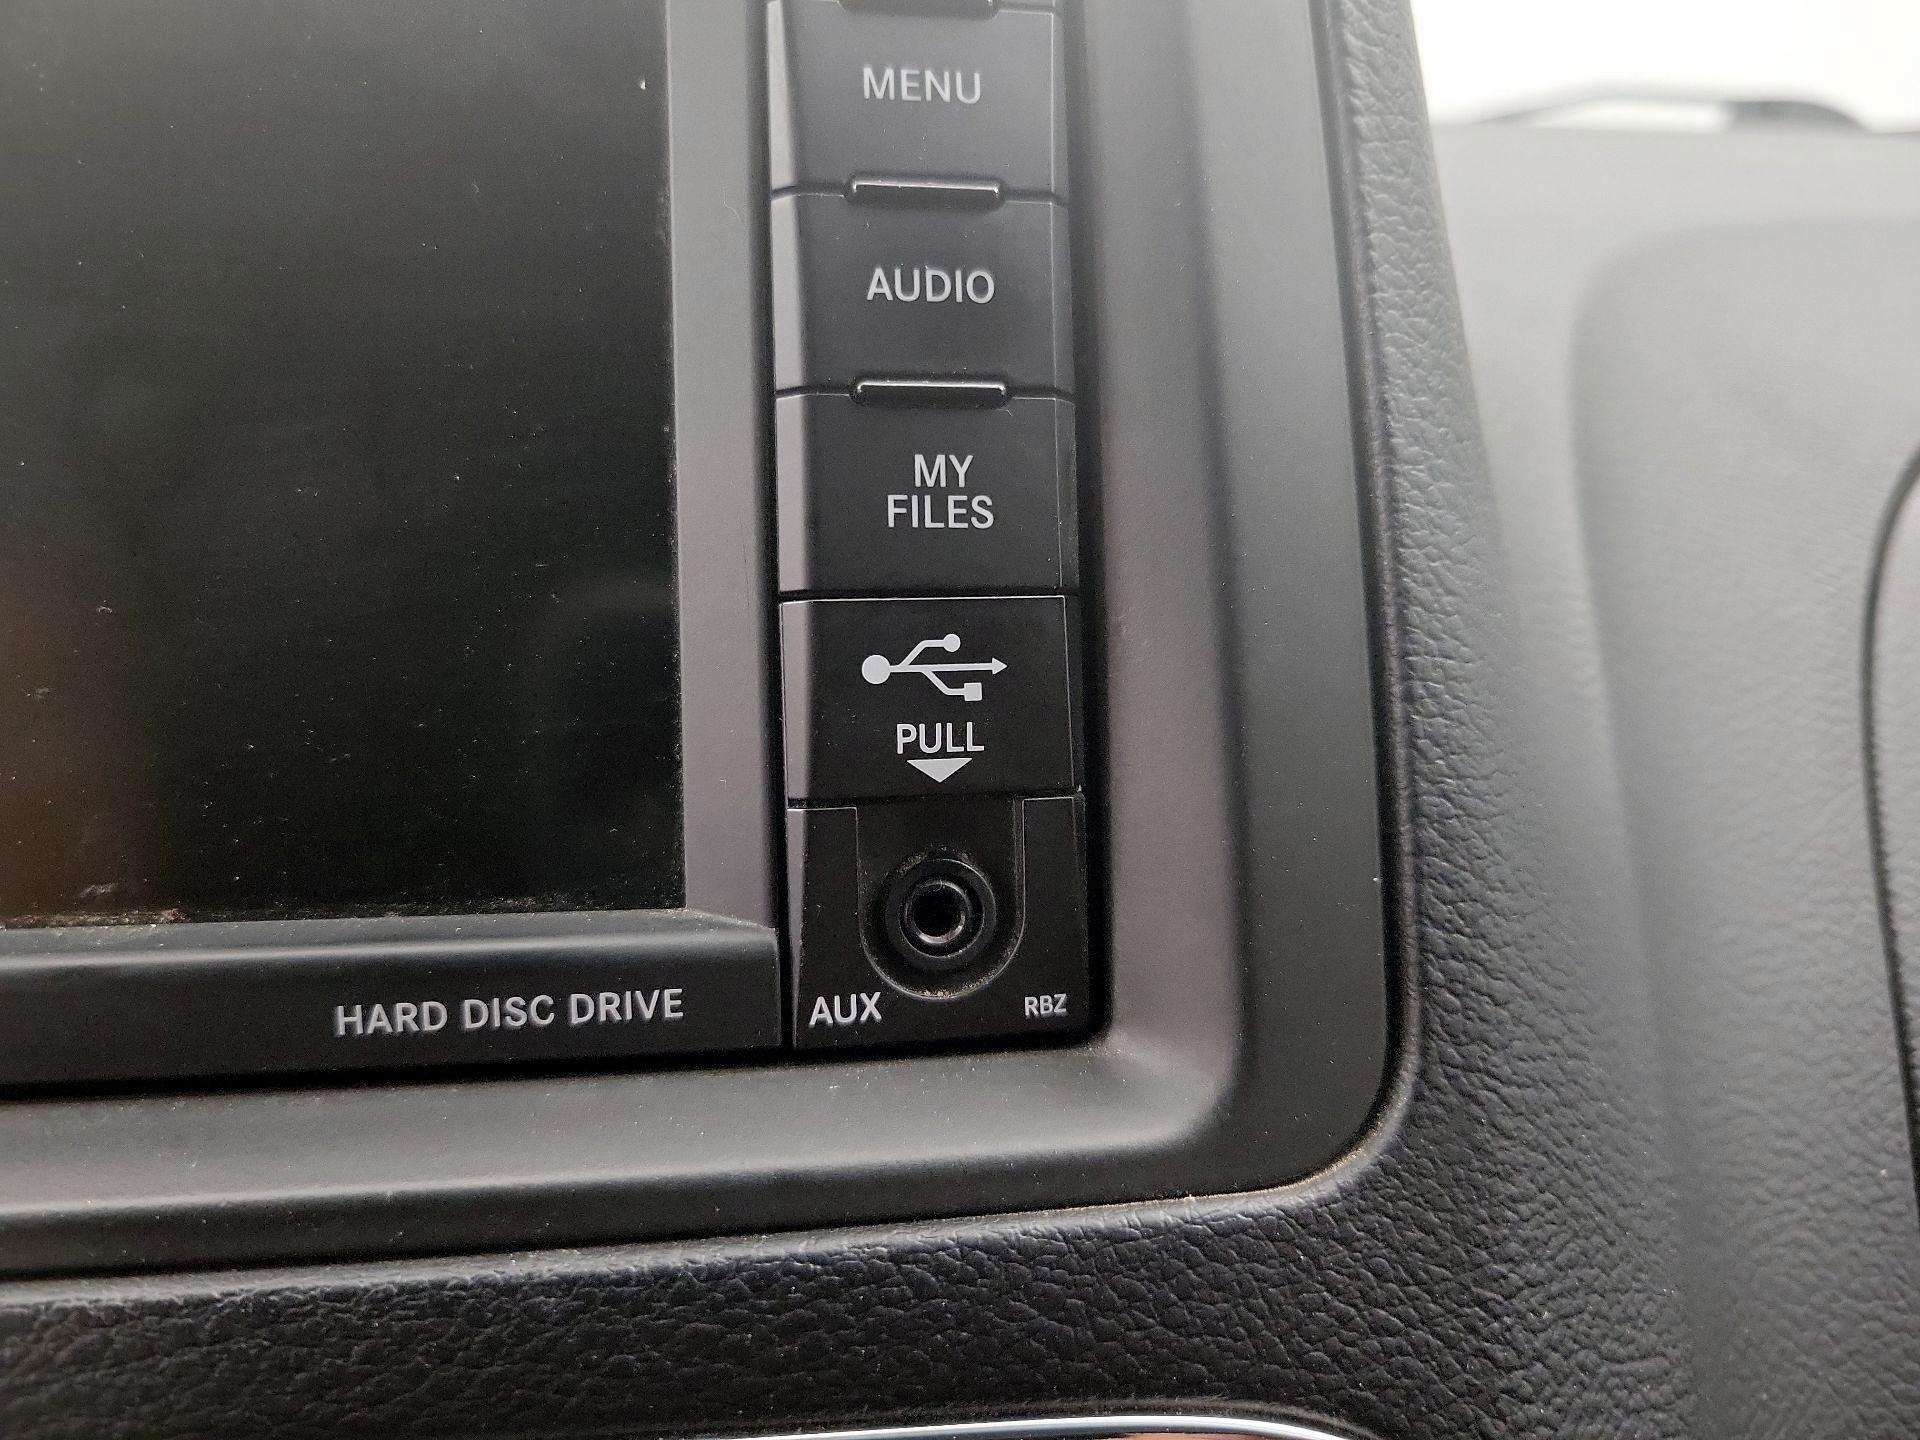 MENU
AUDIO
MY
FILES
PULL
AUX
RBZ
HARD DISC DRIVE